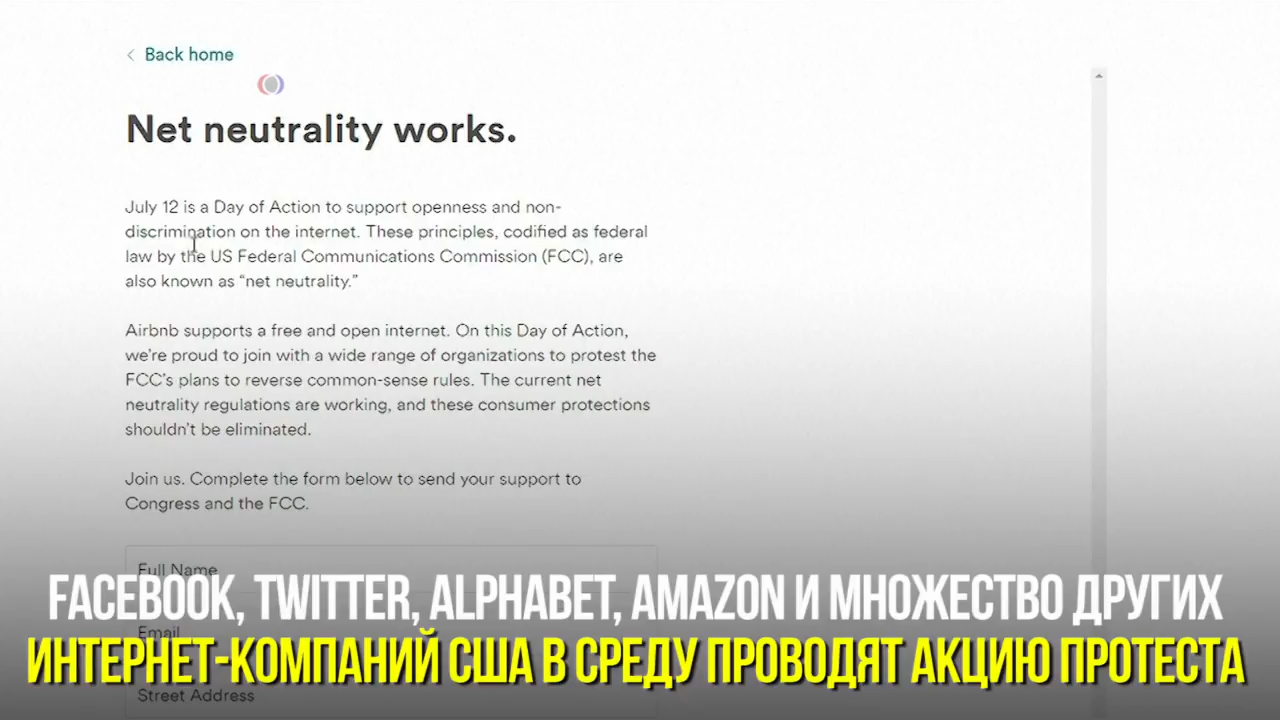 Back home
Net neutrality works.
July 12 is a Day of Action to support openness and non-
discrimination on the internet. These principles, codified as federal
law by the US Federal Communications Commission (FCC), are
also known as “net neutrality.”
Airbnb supports a free and open internet. On this Day of Action,
we’re proud to join with a wide range of organizations to protest the
FCC’s plans to reverse common-sense rules. The current net
neutrality regulations are working, and these consumer protections
shouldn’t be eliminated.
Join us. Complete the form below to send your support to
Congress and the FCC.
Full Name
FACEBOOK, TWITTER, ALPHABET, AMAZON И МНОЖЕСТВО ДРУГИХ
Email
ИНТЕРНЕТ-КОМПАНИЙ США В СРЕДУ ПРОВОДЯТ АКЦИЮ ПРОТЕСТА
Street Address